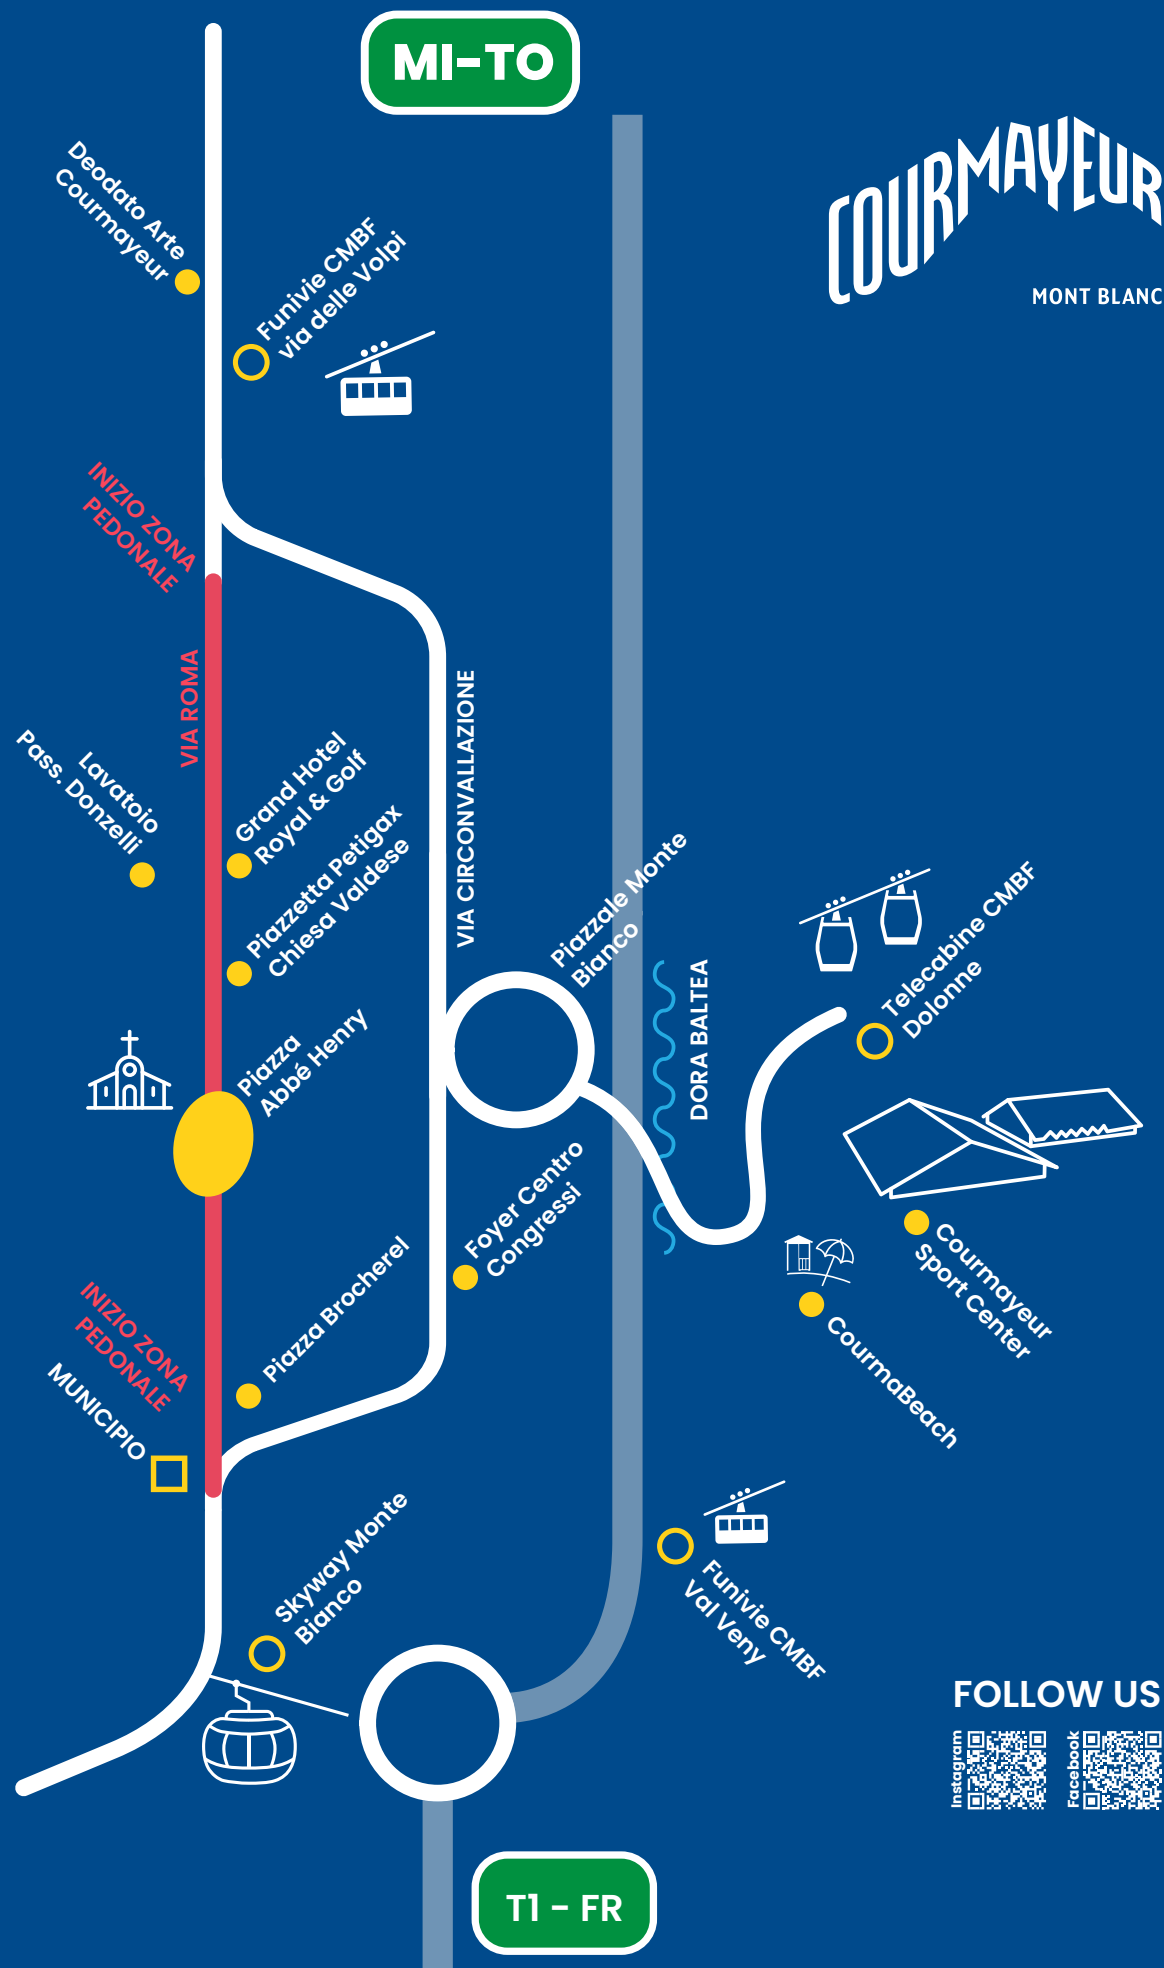 MI-TO
COURMAYEUR
MONT BLANC
Deodato Arte
Courmayeur
Funivie CMBF
via delle Volpi
INIZIO ZONA
PEDONALE
VIA ROMA
VIA CIRCONVALLAZIONE
Lavatoio
Pass. Donzelli
Grand Hotel
Royal & Golf
Piazzetta Petigax
Chiesa Valdese
Piazzale Monte
Bianco
DORA BALTEA
Telecabine CMBF
Dolonne
Piazza
Abbé Henry
Foyer Centro
Congressi
Courmayeur
Sport Center
CourmaBeach
Piazza Brocherel
INIZIO ZONA
PEDONALE
MUNICIPIO
Skyway Monte
Bianco
Funivie CMBF
Val Veny
FOLLOW US
Instagram
Facebook
T1 - FR